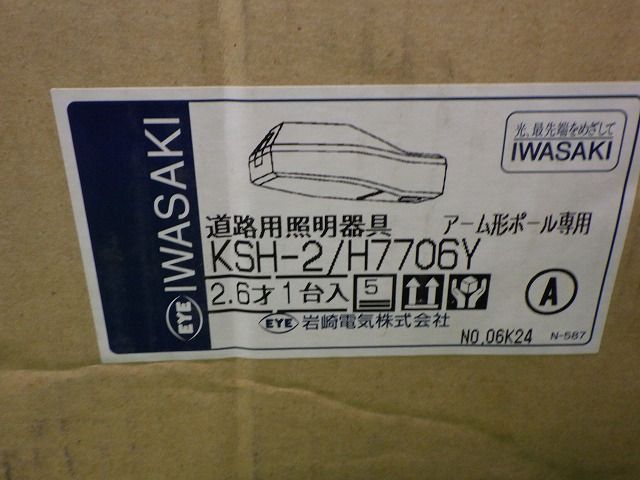 EYE IWASAKI
光、最先端をめざして
IWASAKI
道路用照明器具 アーム形ポール専用
KSH-2/H7706Y
2.6才1台入 5 A
EYE 岩崎電気株式会社
NO.06K24 N-587